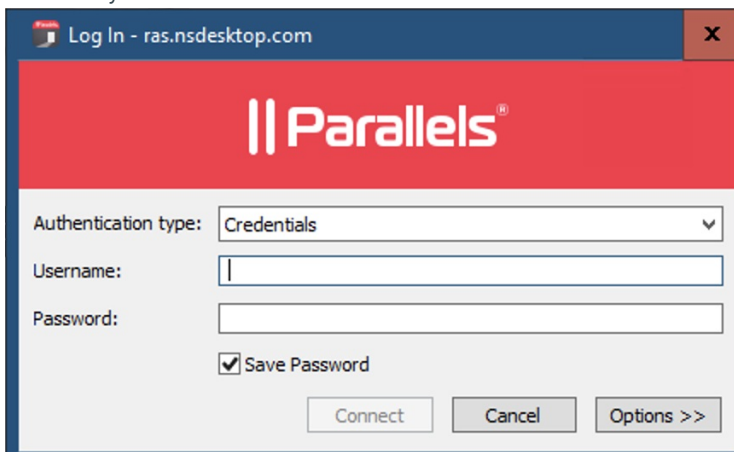 Log In - ras.nsdesktop.com
x
Parallels®
Authentication type: Credentials
Username:
Password:
Save Password
Connect Cancel Options >>